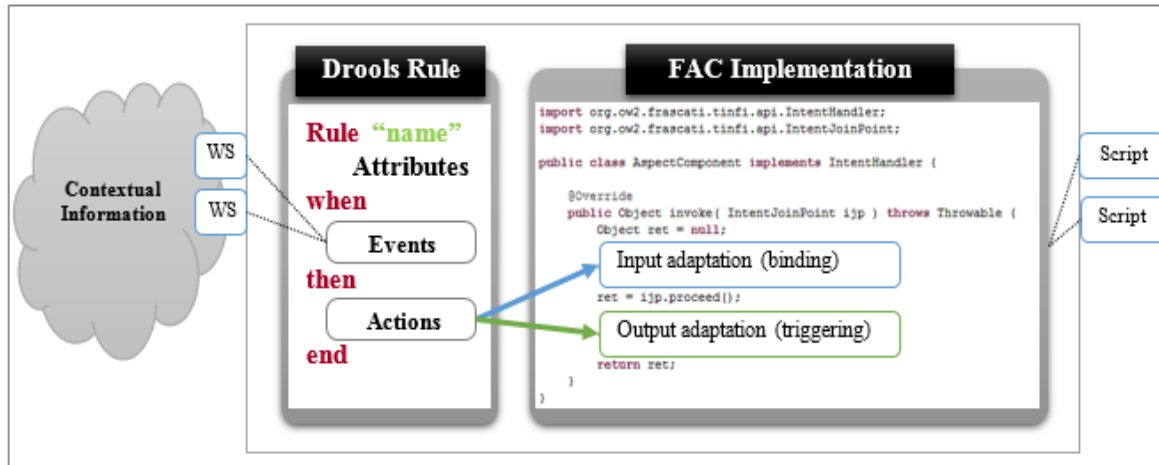 Contextual
Information
WS
WS
Drools Rule
Rule “name”
Attributes
when
Events
then
Actions
end
FAC Implementation
import org.ow2.frascati.tinfi.api.IntentHandler;
import org.ow2.frascati.tinfi.api.IntentJoinPoint;
public class AspectComponent implements IntentHandler {
@Override
public Object invoke( IntentJoinPoint ijp ) throws Throwable {
Object ret = null;
Input adaptation (binding)
ret = ijp.proceed();
Output adaptation (triggering)
return ret;
}
}
Script
Script